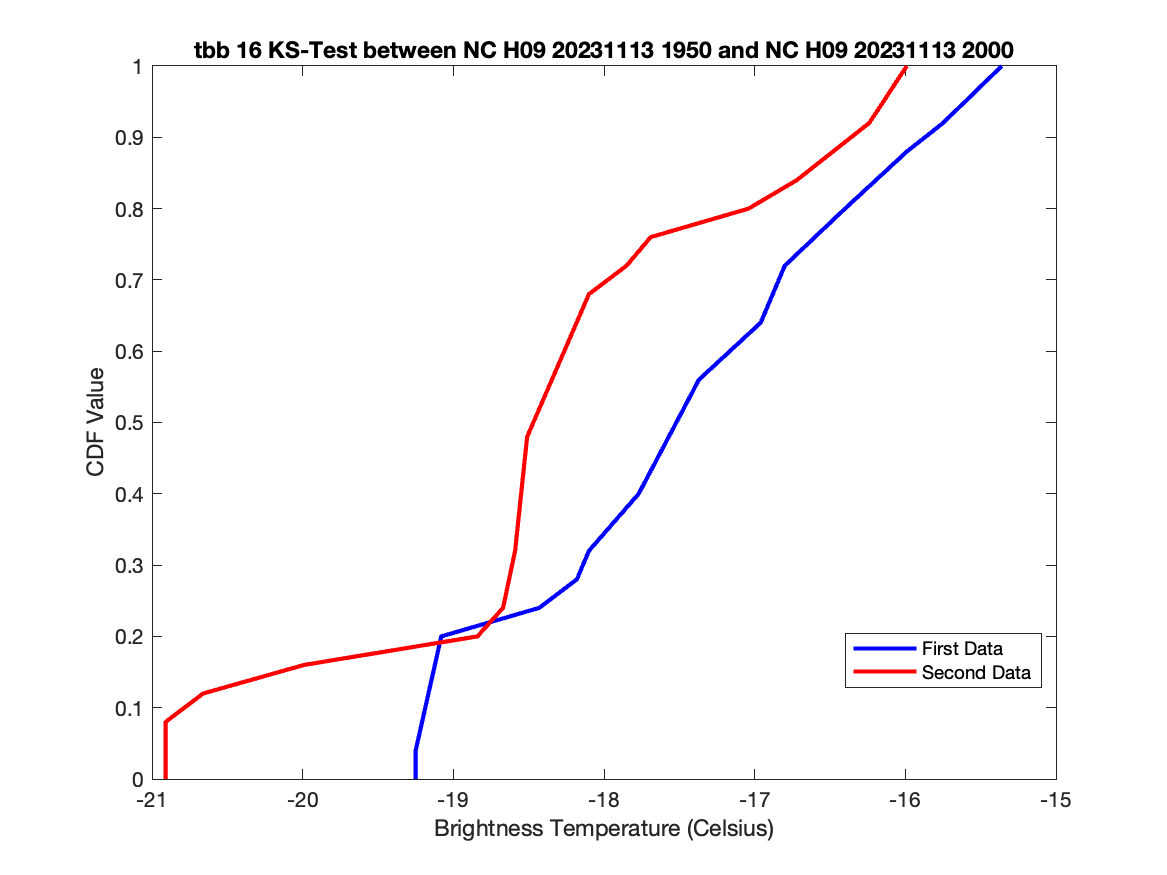 tbb 16 KS-Test between NC H09 20231113 1950 and NC H09 20231113 2000
1
0.9
0.8
0.7
0.6
0.5
0.4
0.3
0.2
0.1
0
CDF Value
First Data
Second Data
-21 -20 -19 -18 -17 -16 -15
Brightness Temperature (Celsius)